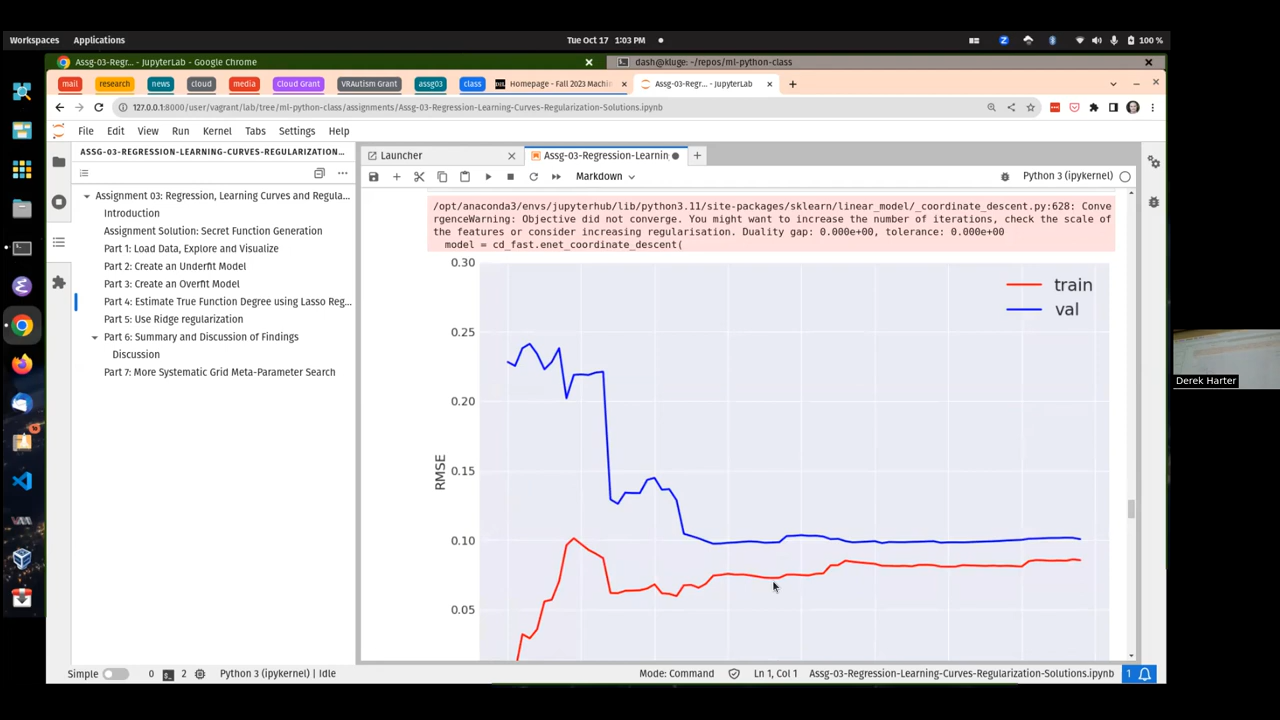 Workspaces Applications Tue Oct 17 1:03 PM 100 %
Assg-03-Regr... - JupyterLab - Google Chrome dash@kluge: ~/repos/ml-python-class
mail research news cloud media Cloud Grant VRAutism Grant assg03 class Homepage - Fall 2023 Machin Assg-03-Regr... - JupyterLab
127.0.0.1:8000/user/vagrant/lab/tree/ml-python-class/assignments/Assg-03-Regression-Learning-Curves-Regularization-Solutions.ipynb
File Edit View Run Kernel Tabs Settings Help
ASSG-03-REGRESSION-LEARNING-CURVES-REGULARIZATION...
Launcher Assg-03-Regression-Learnin
Markdown Python 3 (ipykernel)
Assignment 03: Regression, Learning Curves and Regula...
Introduction
Assignment Solution: Secret Function Generation
Part 1: Load Data, Explore and Visualize
Part 2: Create an Underfit Model
Part 3: Create an Overfit Model
Part 4: Estimate True Function Degree using Lasso Reg...
Part 5: Use Ridge regularization
Part 6: Summary and Discussion of Findings
Discussion
Part 7: More Systematic Grid Meta-Parameter Search
/opt/anaconda3/envs/jupyterhub/lib/python3.11/site-packages/sklearn/linear_model/_coordinate_descent.py:628: Conve
rgenceWarning: Objective did not converge. You might want to increase the number of iterations, check the scale of
the features or consider increasing regularisation. Duality gap: 0.000e+00, tolerance: 0.000e+00
model = cd_fast.enet_coordinate_descent(
0.30
train
val
0.25
0.20
0.15
RMSE
0.10
0.05
Derek Harter
Simple 0 2 Python 3 (ipykernel) | Idle Mode: Command Ln 1, Col 1 Assg-03-Regression-Learning-Curves-Regularization-Solutions.ipynb 1